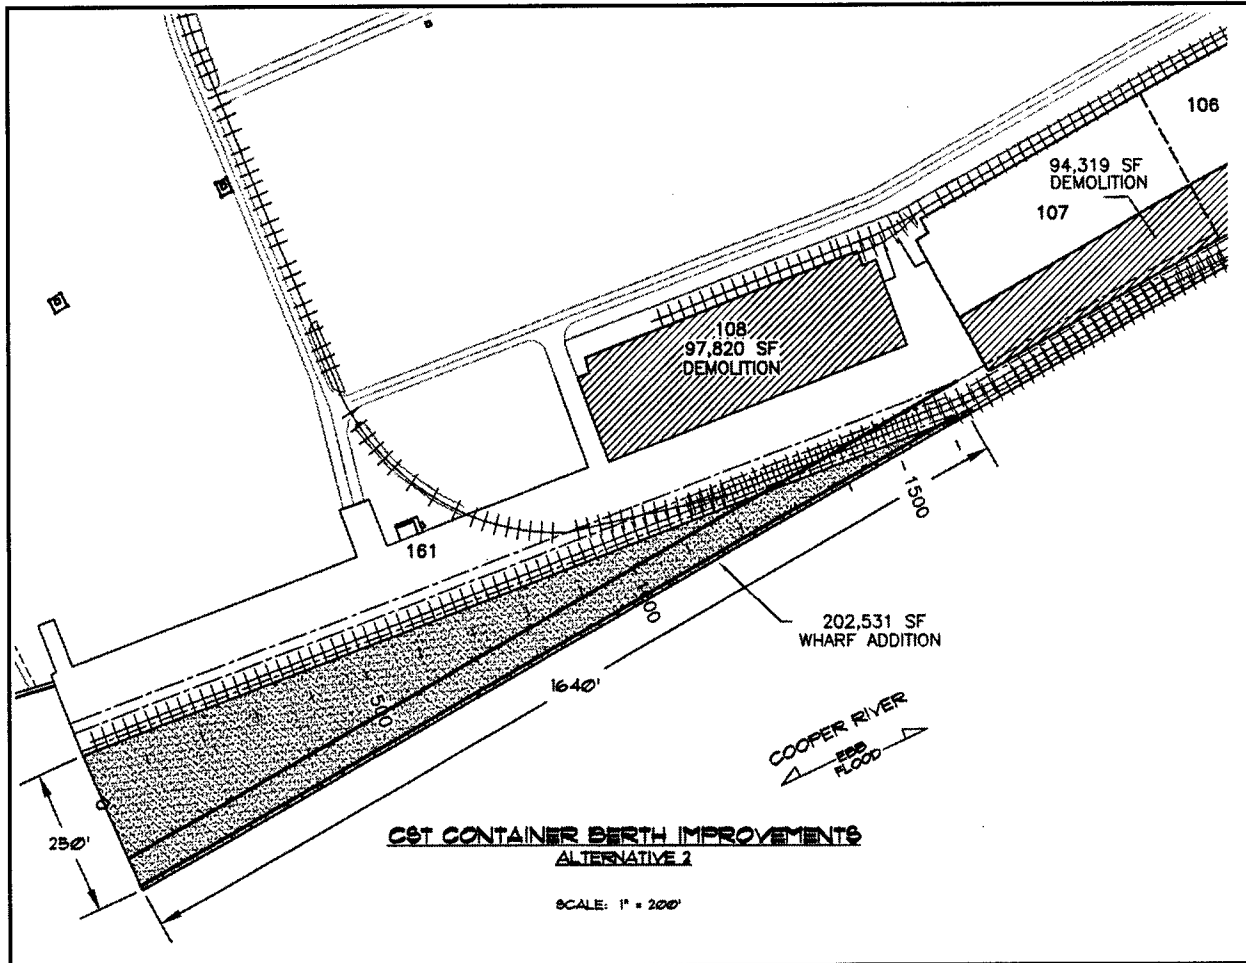 106
94,319 SF
DEMOLITION
107
108
97,820 SF
DEMOLITION
1500
161
1000
202,531 SF
WHARF ADDITION
1640'
500
COOPER RIVER
EBB
FLOOD
0
250'
CST CONTAINER BERTH IMPROVEMENTS
ALTERNATIVE 2
SCALE: 1" = 200'